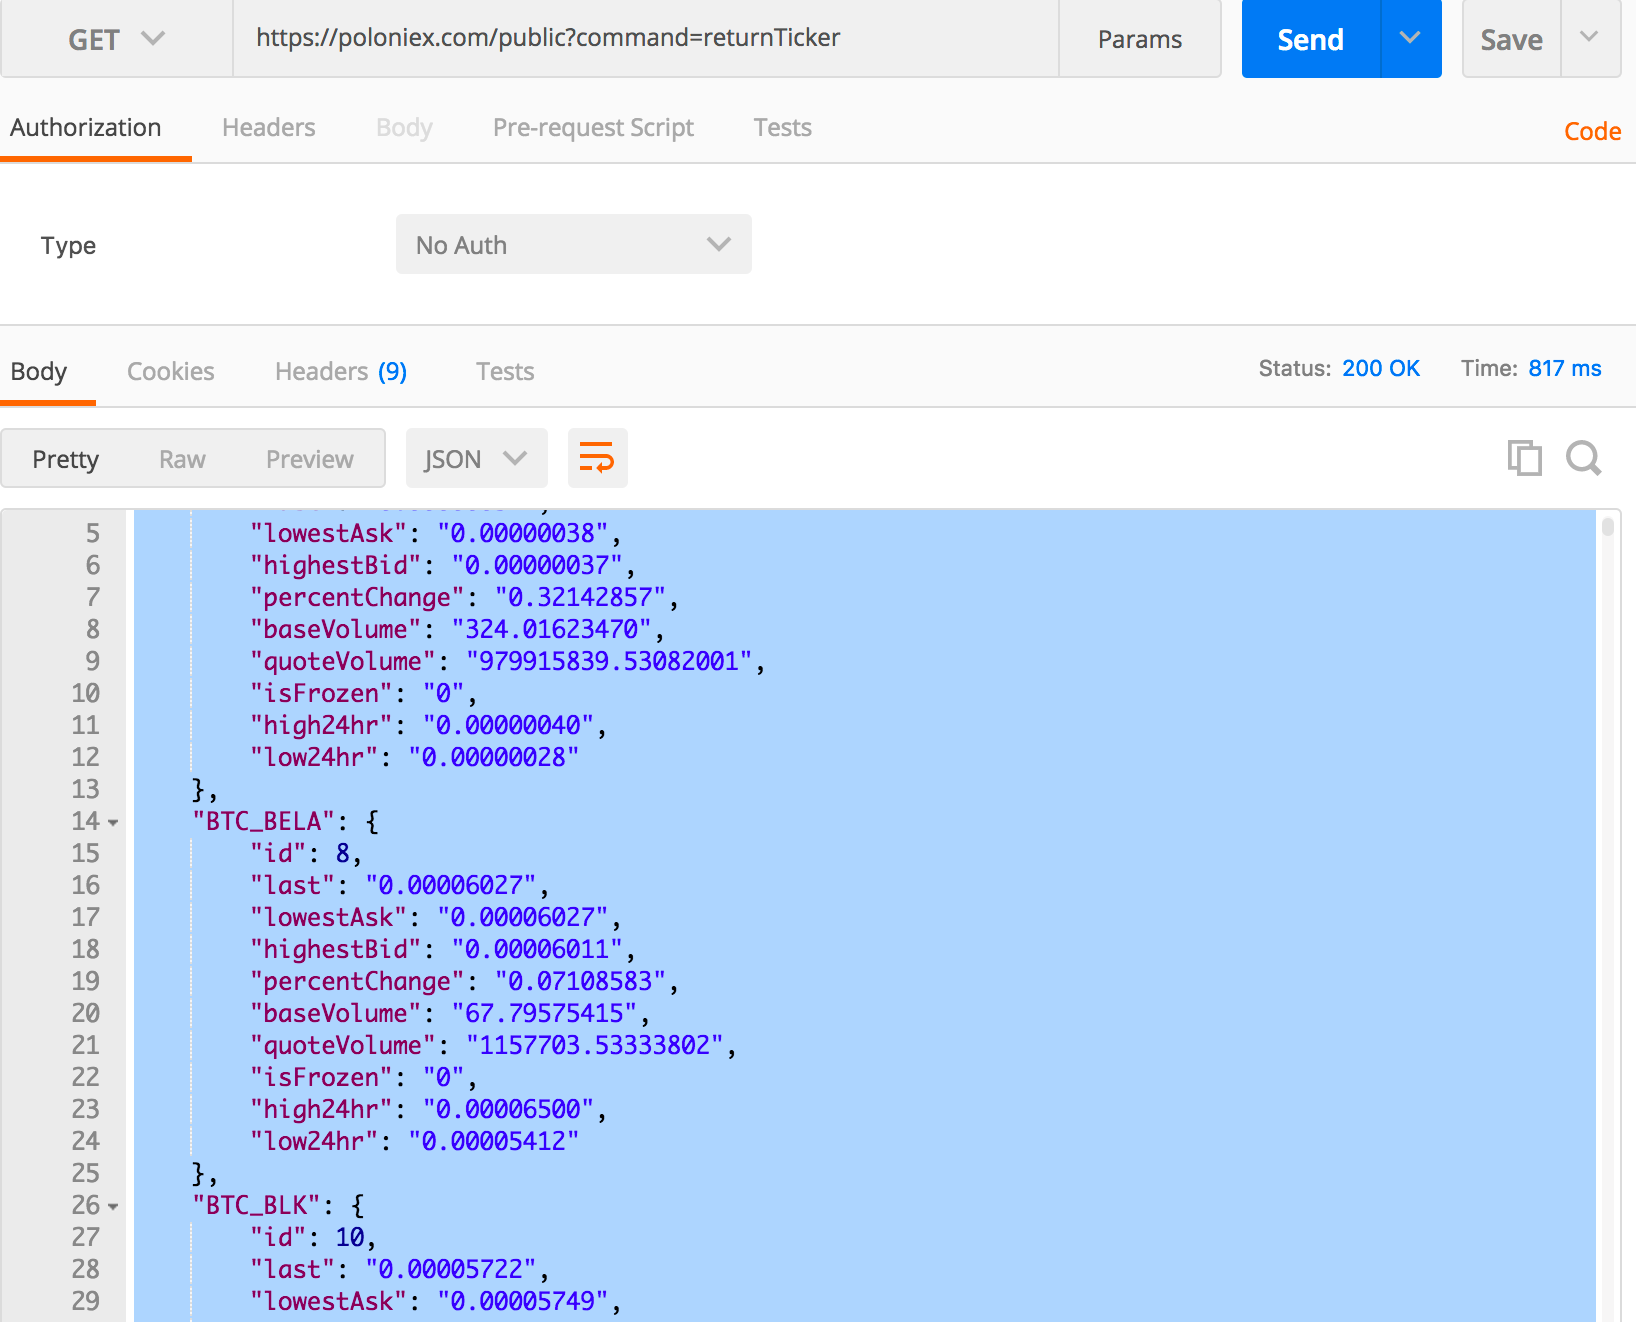 GET https://poloniex.com/public?command=returnTicker Params Send Save
Authorization Headers Body Pre-request Script Tests Code
Type No Auth
Body Cookies Headers (9) Tests Status: 200 OK Time: 817 ms
Pretty Raw Preview JSON
5 "lowestAsk": "0.00000038",
6 "highestBid": "0.00000037",
7 "percentChange": "0.32142857",
8 "baseVolume": "324.01623470",
9 "quoteVolume": "979915839.53082001",
10 "isFrozen": "0",
11 "high24hr": "0.00000040",
12 "low24hr": "0.00000028"
13 },
14 "BTC_BELA": {
15 "id": 8,
16 "last": "0.00006027",
17 "lowestAsk": "0.00006027",
18 "highestBid": "0.00006011",
19 "percentChange": "0.07108583",
20 "baseVolume": "67.79575415",
21 "quoteVolume": "1157703.53333802",
22 "isFrozen": "0",
23 "high24hr": "0.00006500",
24 "low24hr": "0.00005412"
25 },
26 "BTC_BLK": {
27 "id": 10,
28 "last": "0.00005722",
29 "lowestAsk": "0.00005749",